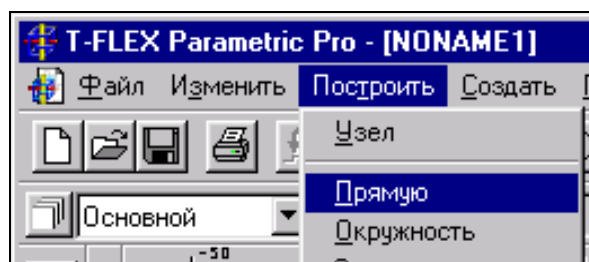 T-FLEX Parametric Pro - [NONAME1]
Файл Изменить Построить Создать
Узел
Прямую
Основной
Окружность
-50